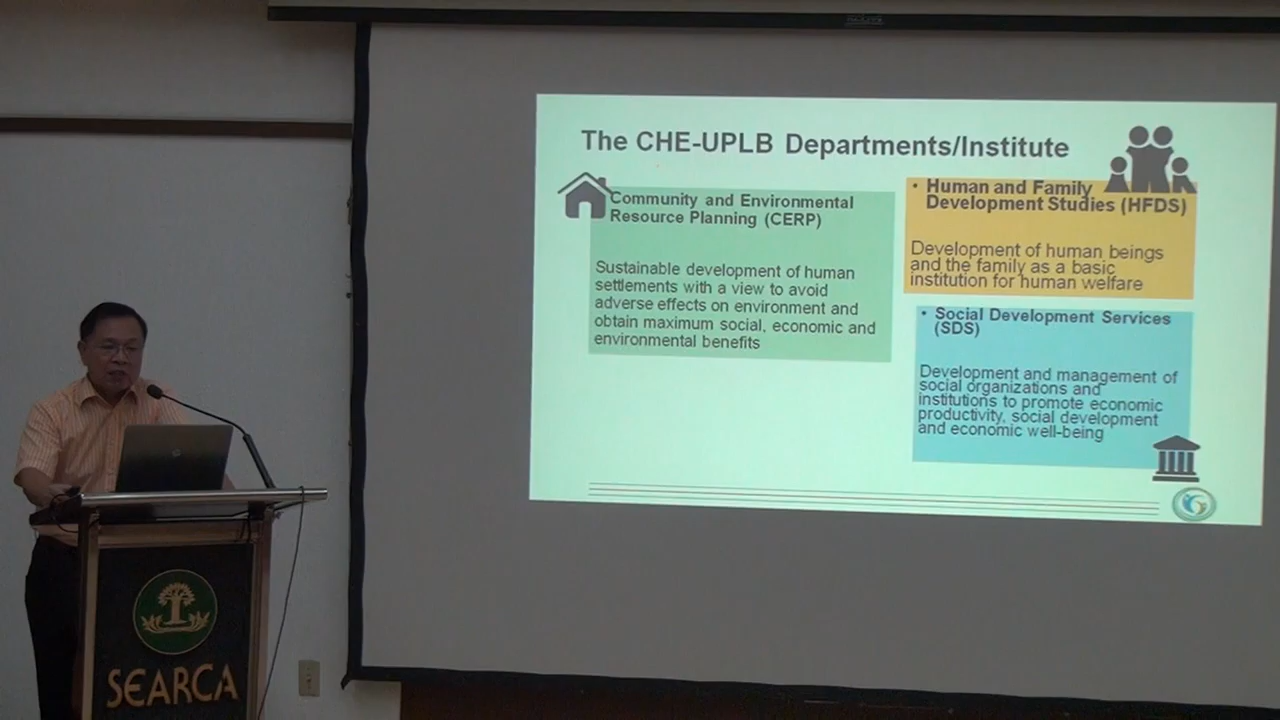 The CHE-UPLB Departments/Institute
Community and Environmental
Resource Planning (CERP)
Sustainable development of human
settlements with a view to avoid
adverse effects on environment and
obtain maximum social, economic and
environmental benefits
• Human and Family
Development Studies (HFDS)
Development of human beings
and the family as a basic
institution for human welfare
• Social Development Services
(SDS)
Development and management of
social organizations and
institutions to promote economic
productivity, social development
and economic well-being
SEARCA